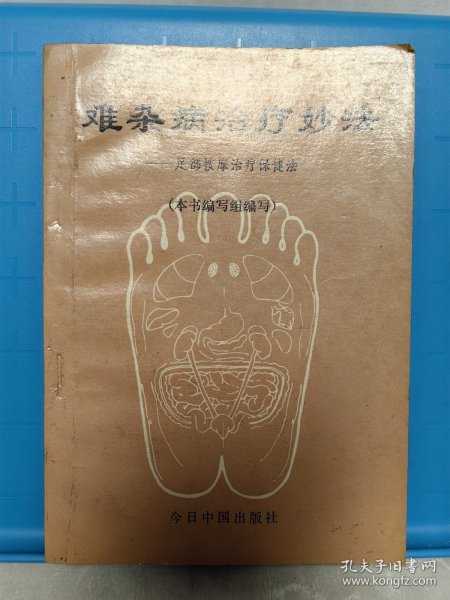 难杂病治疗妙法
——足部按摩治疗保健法
(本书编写组编写)
今日中国出版社
孔夫子旧书网
www.kongfz.com